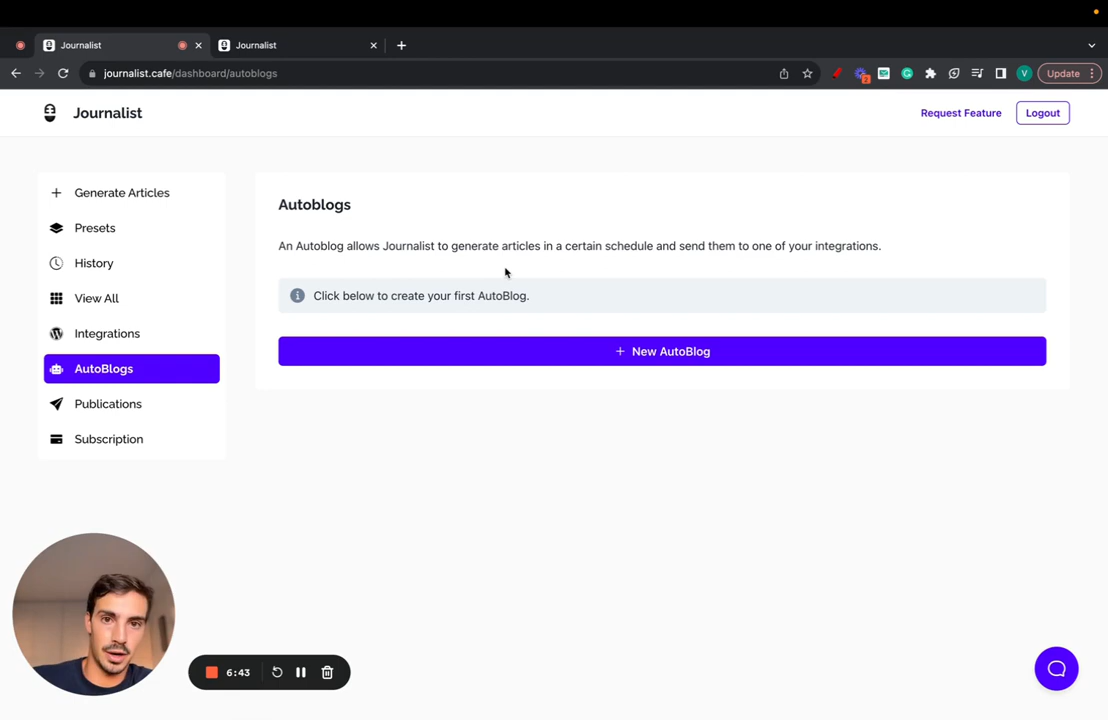 Journalist
Journalist
journalist.cafe/dashboard/autoblogs
2
V
Update
Journalist
Request Feature
Logout
Generate Articles
Presets
History
View All
Integrations
AutoBlogs
Publications
Subscription
Autoblogs
An Autoblog allows Journalist to generate articles in a certain schedule and send them to one of your integrations.
Click below to create your first AutoBlog.
+ New AutoBlog
6:43